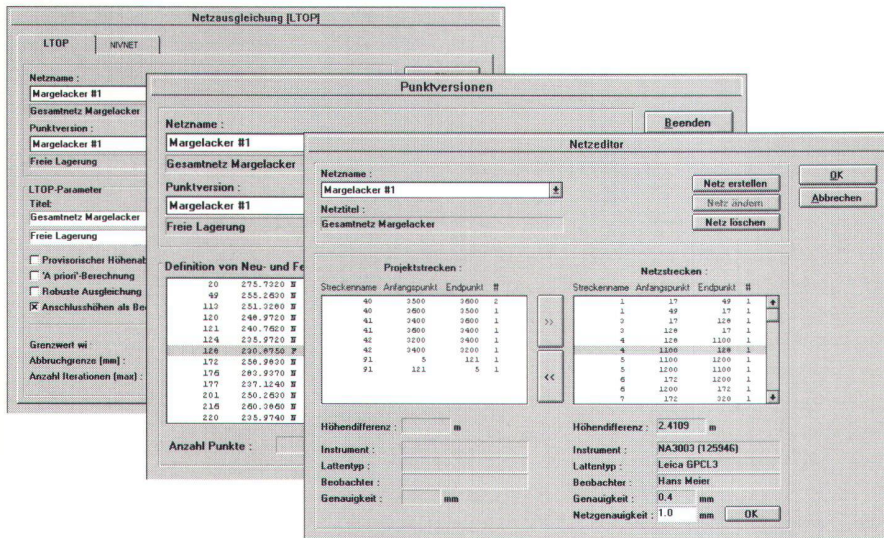 Netzausgleichung [LTOP]
LTOP NIVNET
Netzname :
Margelacker #1
Gesamtnetz Margelacker
Punktversion :
Margelacker #1
Freie Lagerung
LTOP-Parameter
Titel:
Gesamtnetz Margelacker
Freie Lagerung
Provisorischer
'A priori'-Berechnung
Robuste Ausgleichung
Anschlusshöhen als
Grenzwert wi :
Abbruchgrenze [mm] :
Anzahl Iterationen (max) :
Punktversionen
Netzname :
Margelacker #1
Gesamtnetz Margelacker
Punktversion :
Margelacker #1
Freie Lagerung
Beenden
Definition von Neu- und
20 275.7320 N
49 255.2600 N
113 251.3280 N
120 248.9720 N
121 240.7620 N
124 235.9720 N
128 230.8750 F
172 258.9830 N
176 283.9370 N
177 237.1240 N
201 250.2600 N
216 260.3860 N
220 235.9740 N
Anzahl Punkte :
Netzeditor
Netzname :
Margelacker #1
Netztitel :
Gesamtnetz Margelacker
Netz erstellen
Netz ändern
Netz löschen
OK
Abbrechen
Projektstrecken :
Streckenname Anfangspunkt Endpunkt #
40 3500 3600 2
40 3600 3500 1
41 3400 3600 1
41 3600 3400 1
42 3200 3400 1
42 3400 3200 1
91 5 121 1
91 121 5 1
>>
<<
Netzstrecken :
Streckenname Anfangspunkt Endpunkt #
1 17 49 1
1 49 17 1
3 17 128 1
3 128 17 1
4 128 1100 1
4 1100 128 1
5 1100 1200 1
5 1200 1100 1
6 172 1200 1
6 1200 172 1
7 172 320 1
Höhendifferenz : m
Instrument :
Lattentyp :
Beobachter :
Genauigkeit : mm
Höhendifferenz : 2.4109 m
Instrument : NA3003 (125946)
Lattentyp : Leica GPCL3
Beobachter : Hans Meier
Genauigkeit : 0.4 mm
Netzgenauigkeit : 1.0 mm OK